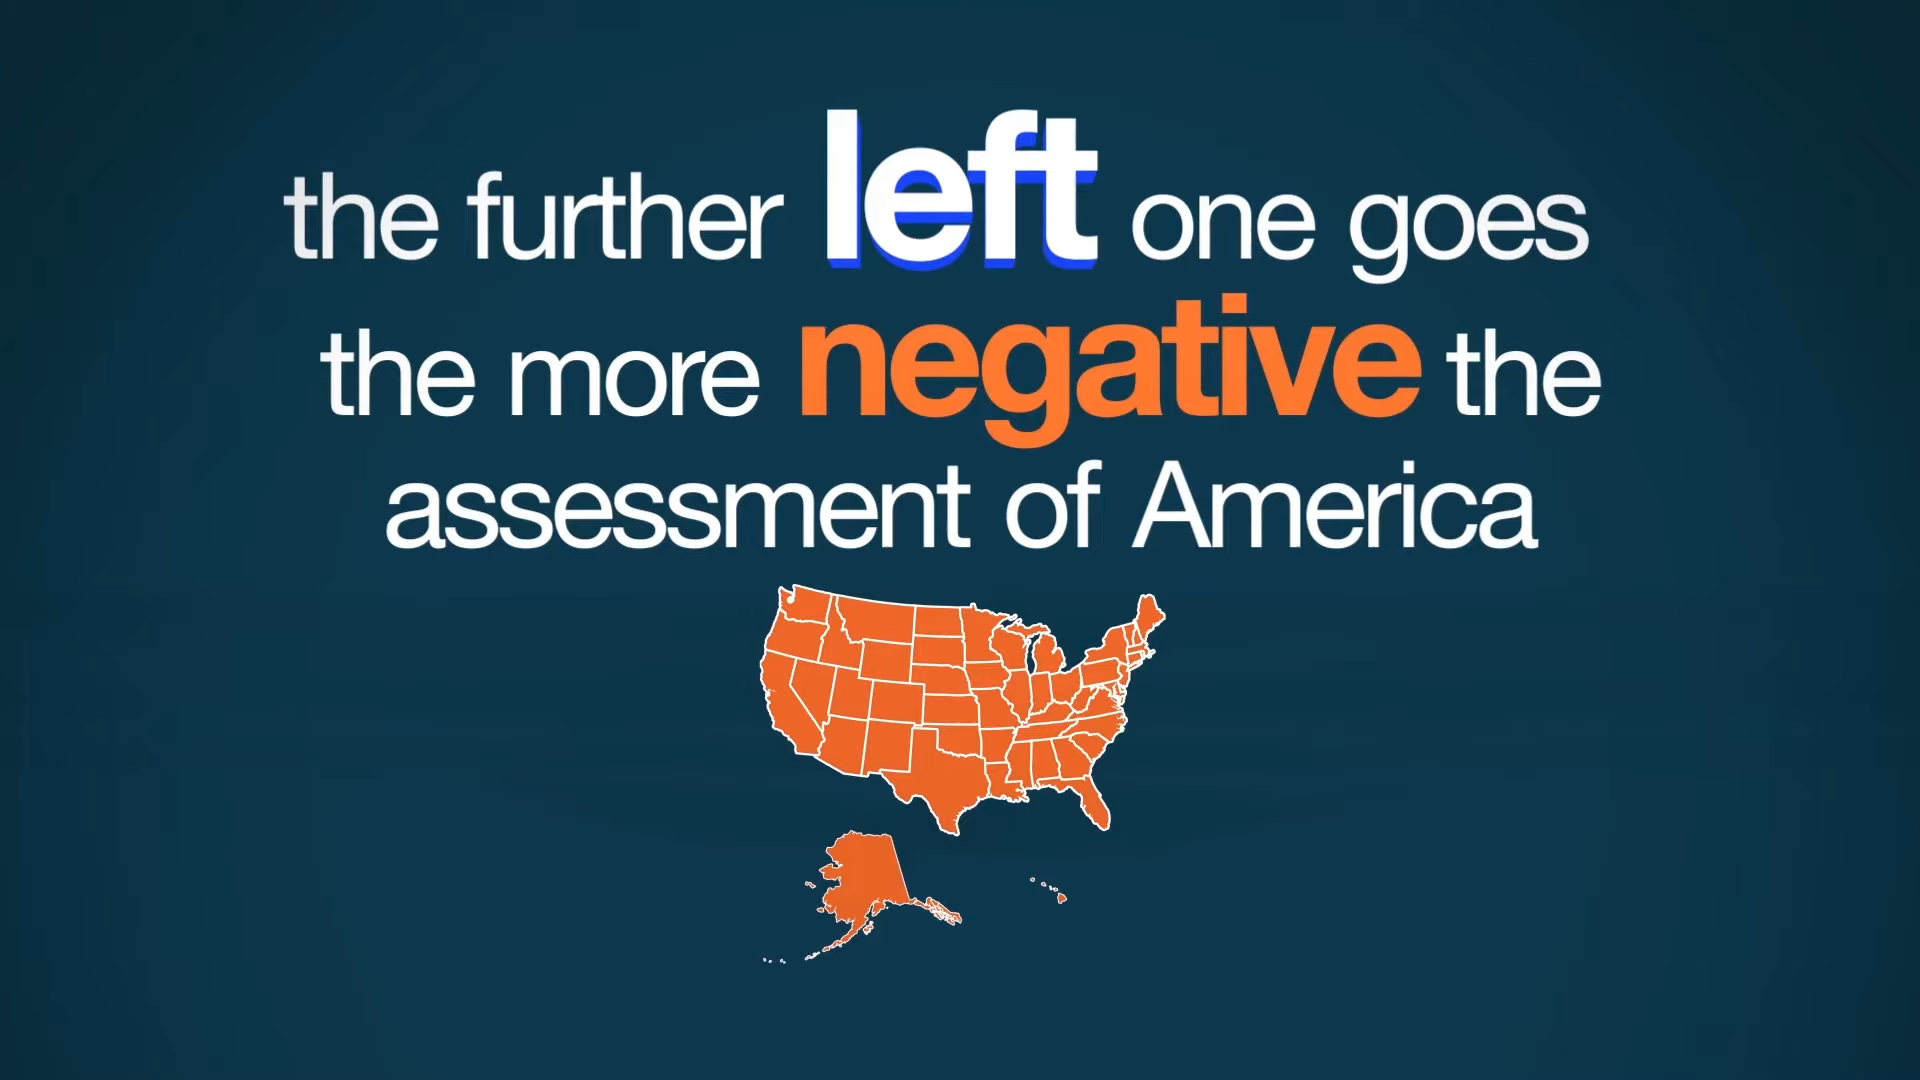 the further left one goes
the more negative the
assessment of America